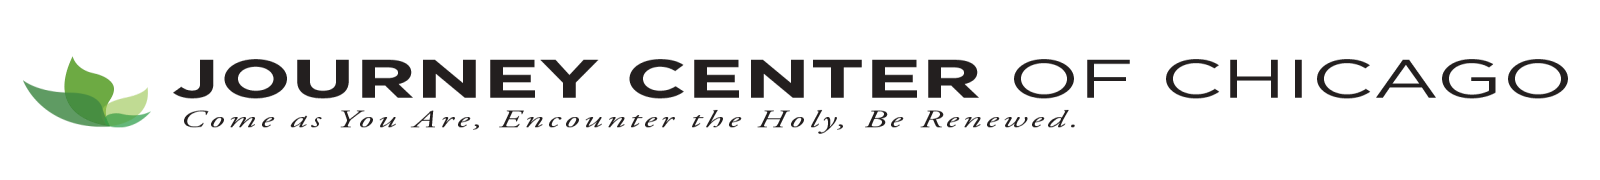 JOURNEY CENTER OF CHICAGO
Come as You Are, Encounter the Holy, Be Renewed.